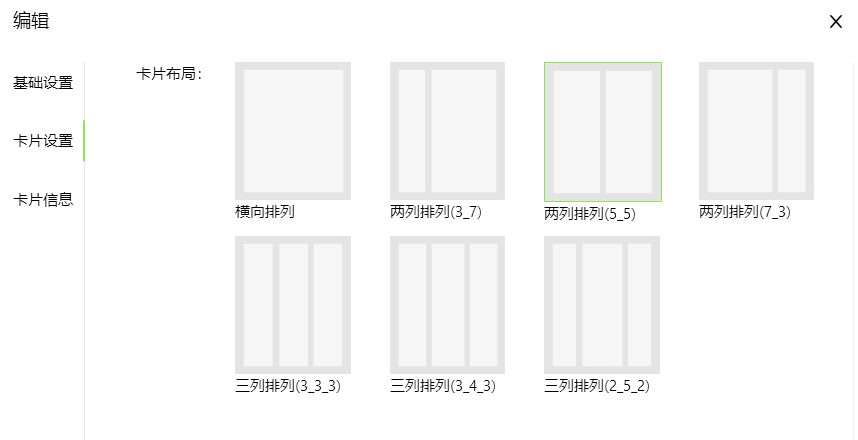 编辑
基础设置
卡片设置
卡片信息
卡片布局：
横向排列
两列排列(3_7)
两列排列(5_5)
两列排列(7_3)
三列排列(3_3_3)
三列排列(3_4_3)
三列排列(2_5_2)